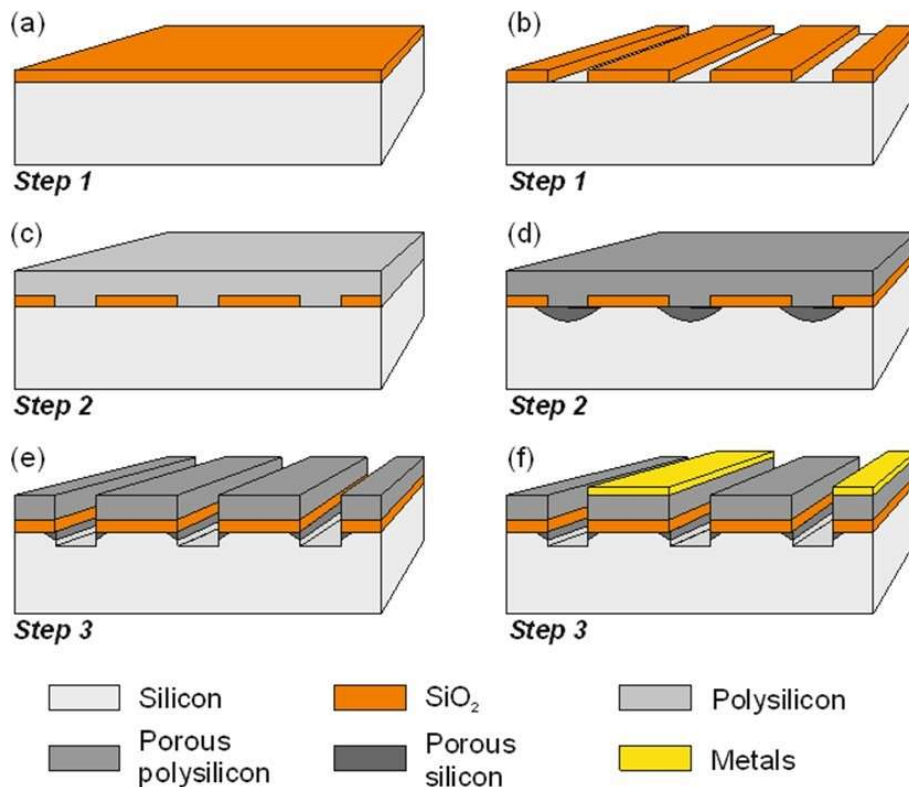 (a) (b)
Step 1 Step 1
(c) (d)
Step 2 Step 2
(e) (f)
Step 3 Step 3
Silicon SiO₂ Polysilicon
Porous Porous Metals
polysilicon silicon